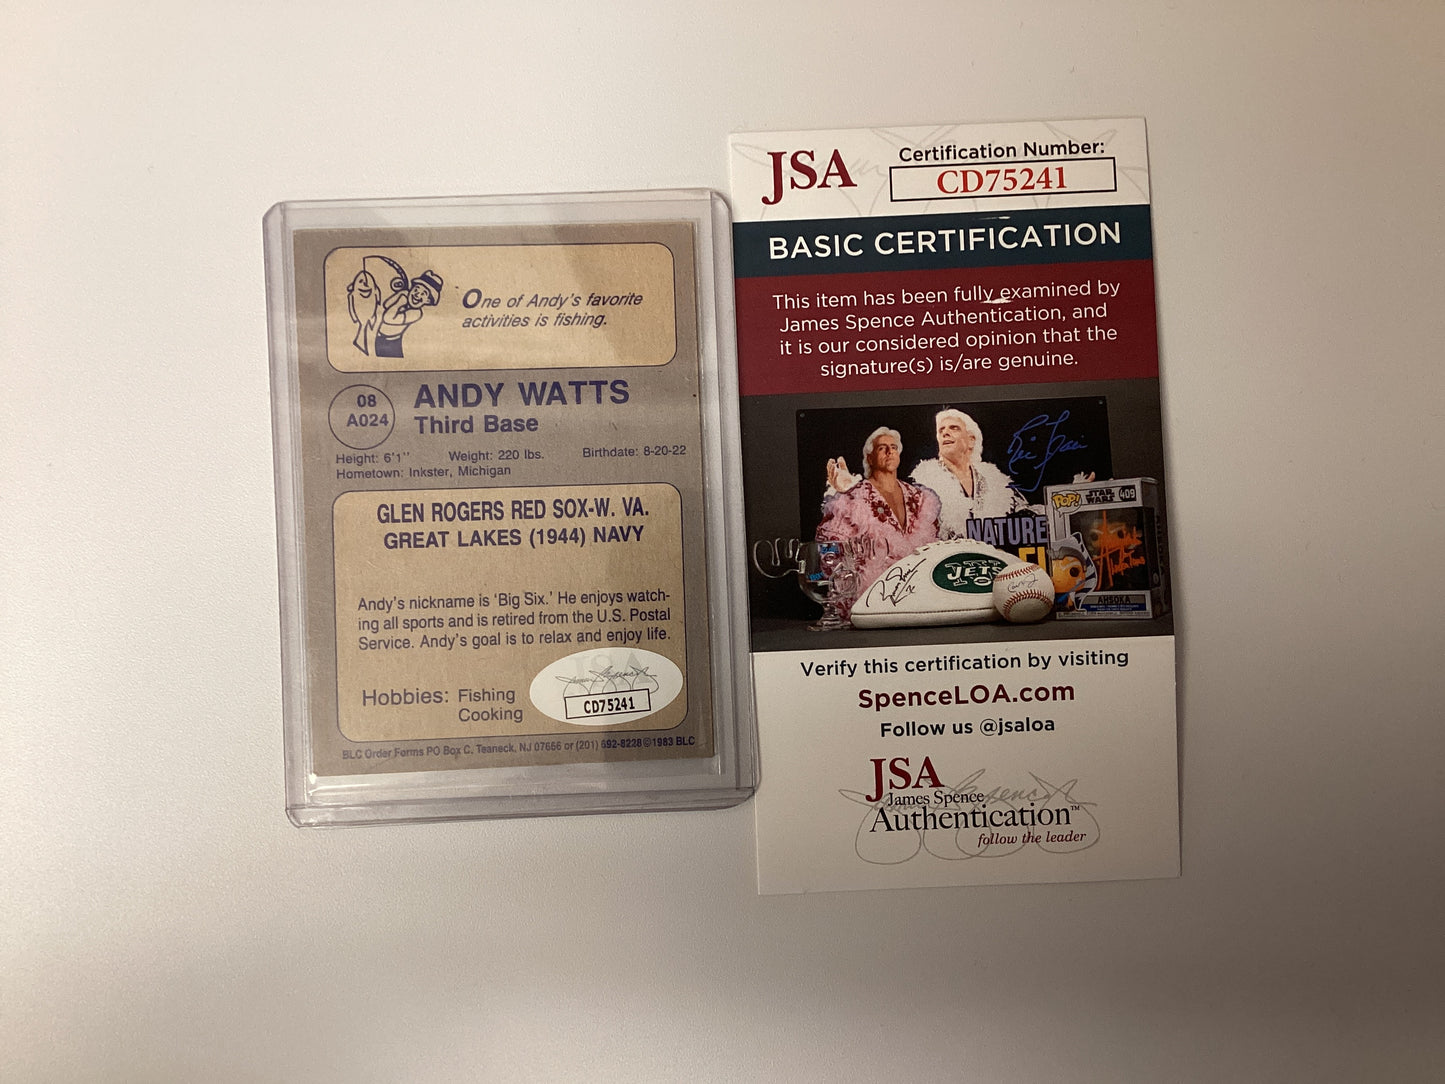 One of Andy's favorite
activities is fishing.
08
A024
ANDY WATTS
Third Base
Height: 6'1'' Weight: 220 lbs. Birthdate: 8-20-22
Hometown: Inkster, Michigan
GLEN ROGERS RED SOX-W. VA.
GREAT LAKES (1944) NAVY
Andy's nickname is 'Big Six.' He enjoys watch-
ing all sports and is retired from the U.S. Postal
Service. Andy's goal is to relax and enjoy life.
Hobbies: Fishing
Cooking
JSA
CD75241
BLC Order Forms PO Box C. Teaneck, NJ 07666 or (201) 692-8228 ©1983 BLC
JSA
Certification Number:
CD75241
BASIC CERTIFICATION
This item has been fully examined by
James Spence Authentication, and
it is our considered opinion that the
signature(s) is/are genuine.
NATURE
POP!
STAR
WARS
409
JETS
AHSOKA
Verify this certification by visiting
SpenceLOA.com
Follow us @jsaloa
JSA
James Spence
Authentication™
follow the leader